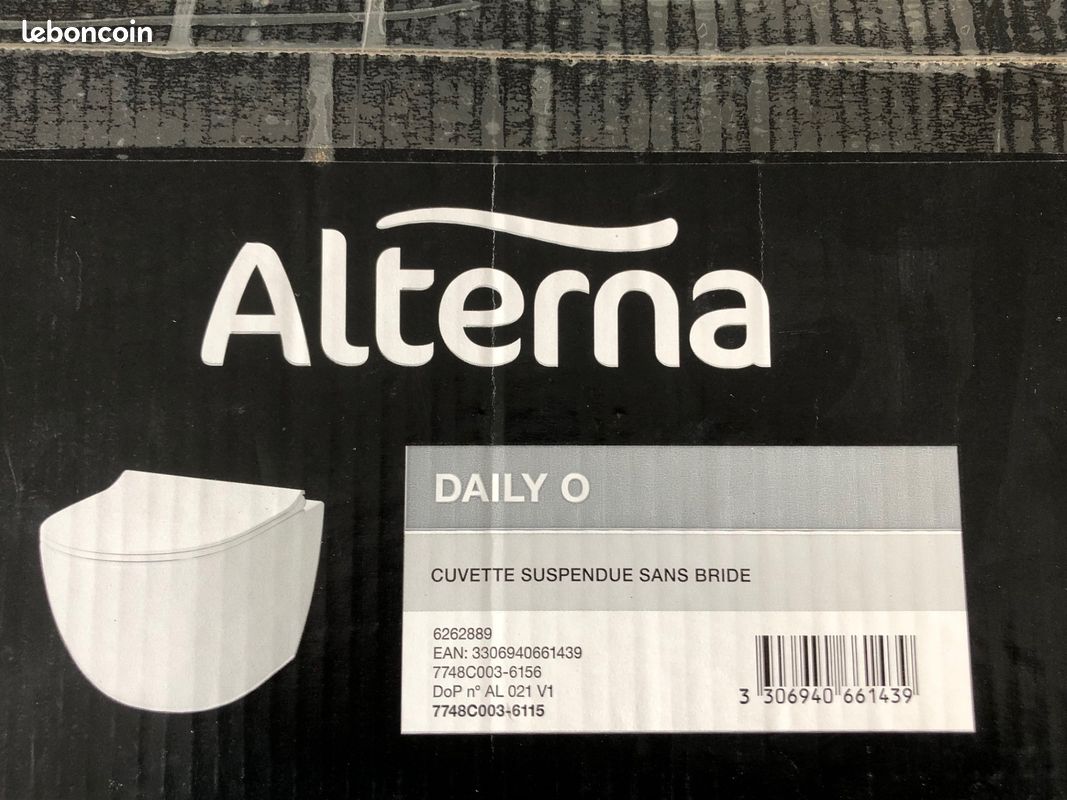 leboncoin
Alterna
DAILY O
CUVETTE SUSPENDUE SANS BRIDE
6262889
EAN: 3306940661439
7748C003-6156
DoP n° AL 021 V1
7748C003-6115
3 306940 661439